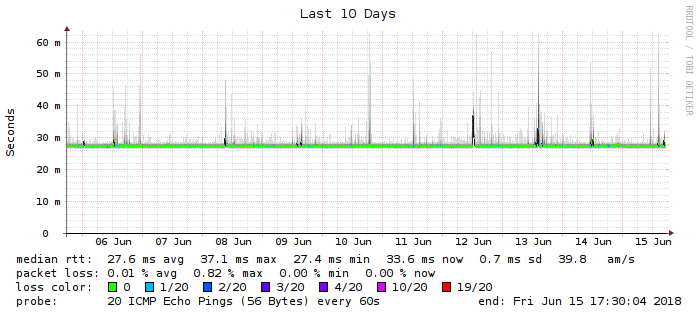 Last 10 Days
RRDTOOL / TOBI OETIKER
Seconds
60 m
50 m
40 m
30 m
20 m
10 m
0
06 Jun 07 Jun 08 Jun 09 Jun 10 Jun 11 Jun 12 Jun 13 Jun 14 Jun 15 Jun
median rtt: 27.6 ms avg 37.1 ms max 27.4 ms min 33.6 ms now 0.7 ms sd 39.8 am/s
packet loss: 0.01 % avg 0.82 % max 0.00 % min 0.00 % now
loss color: 0 1/20 2/20 3/20 4/20 10/20 19/20
probe: 20 ICMP Echo Pings (56 Bytes) every 60s end: Fri Jun 15 17:30:04 2018